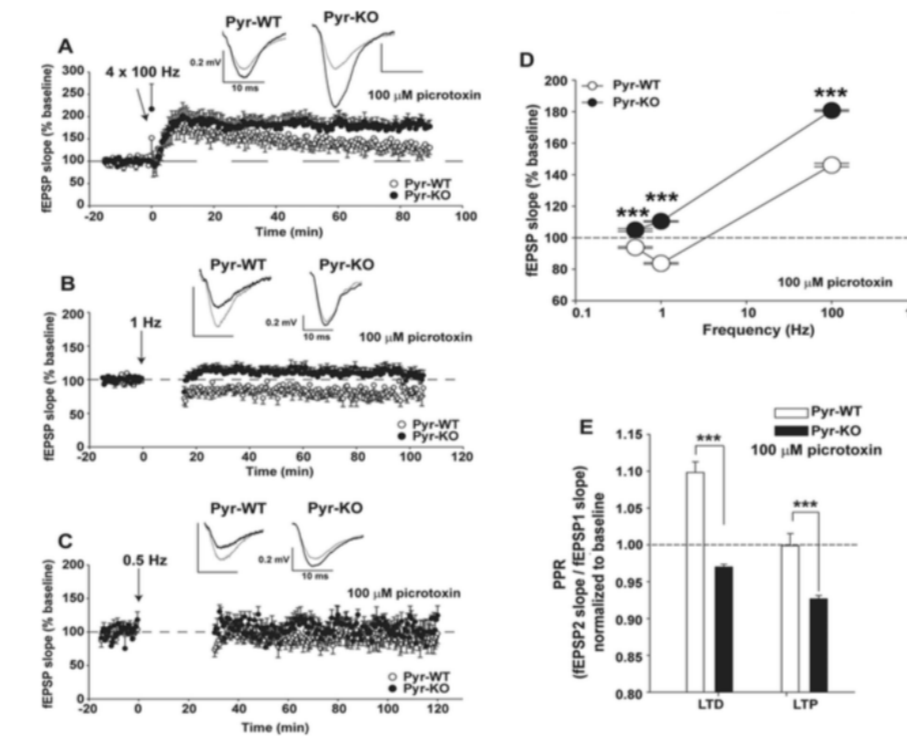 A
Pyr-WT
Pyr-KO
0.2 mV
10 ms
4 x 100 Hz
100 μM picrotoxin
fEPSP slope (% baseline)
300
250
200
150
100
50
0
Pyr-WT
Pyr-KO
-20
0
20
40
60
80
100
Time (min)
B
Pyr-WT
Pyr-KO
0.2 mV
10 ms
1 Hz
100 μM picrotoxin
fEPSP slope (% baseline)
200
150
100
50
0
Pyr-WT
Pyr-KO
-20
0
20
40
60
80
100
120
Time (min)
C
Pyr-WT
Pyr-KO
0.2 mV
10 ms
0.5 Hz
100 μM picrotoxin
fEPSP slope (% baseline)
200
150
100
50
0
Pyr-WT
Pyr-KO
-20
0
20
40
60
80
100
120
Time (min)
D
Pyr-WT
Pyr-KO
fEPSP slope (% baseline)
200
180
160
140
120
100
80
60
***
***
***
100 μM picrotoxin
0.1
1
10
100
Frequency (Hz)
E
Pyr-WT
Pyr-KO
100 μM picrotoxin
PPR
(fEPSP2 slope / fEPSP1 slope)
normalized to baseline
1.15
1.10
1.05
1.00
0.95
0.90
0.85
0.80
***
***
LTD
LTP